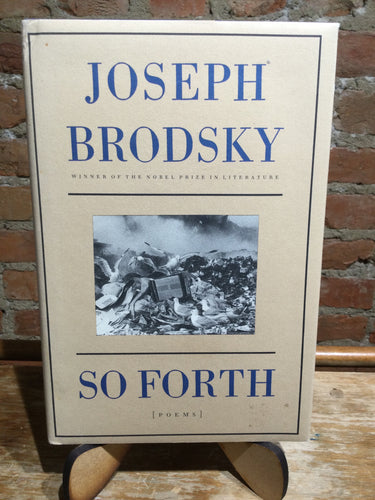 JOSEPH
BRODSKY
WINNER OF THE NOBEL PRIZE IN LITERATURE
SO FORTH
[POEMS]